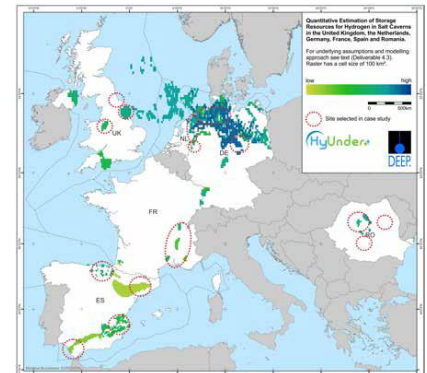 Quantitative Estimation of Storage
Resources for Hydrogen in Salt Caverns
in the United Kingdom, the Netherlands,
Germany, France, Spain and Romania.
For underlying assumptions and modelling
approach see text (Deliverable 4.3).
Raster has a cell size of 100 km².
low high
0 500km
Site selected in case study
HyUnder
DEEP.
UK
NL
DE
FR
RO
ES